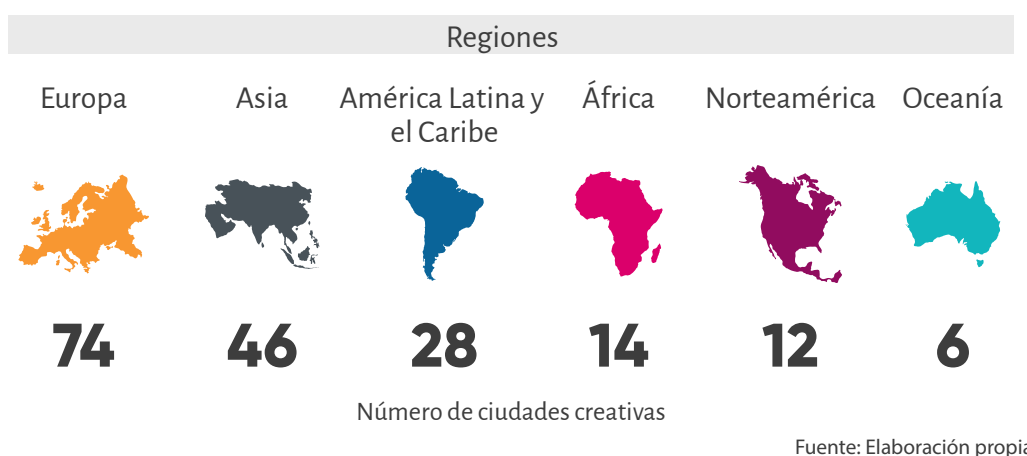 Regiones
Europa
Asia
América Latina y
el Caribe
África
Norteamérica
Oceanía
74
46
28
14
12
6
Número de ciudades creativas
Fuente: Elaboración propia